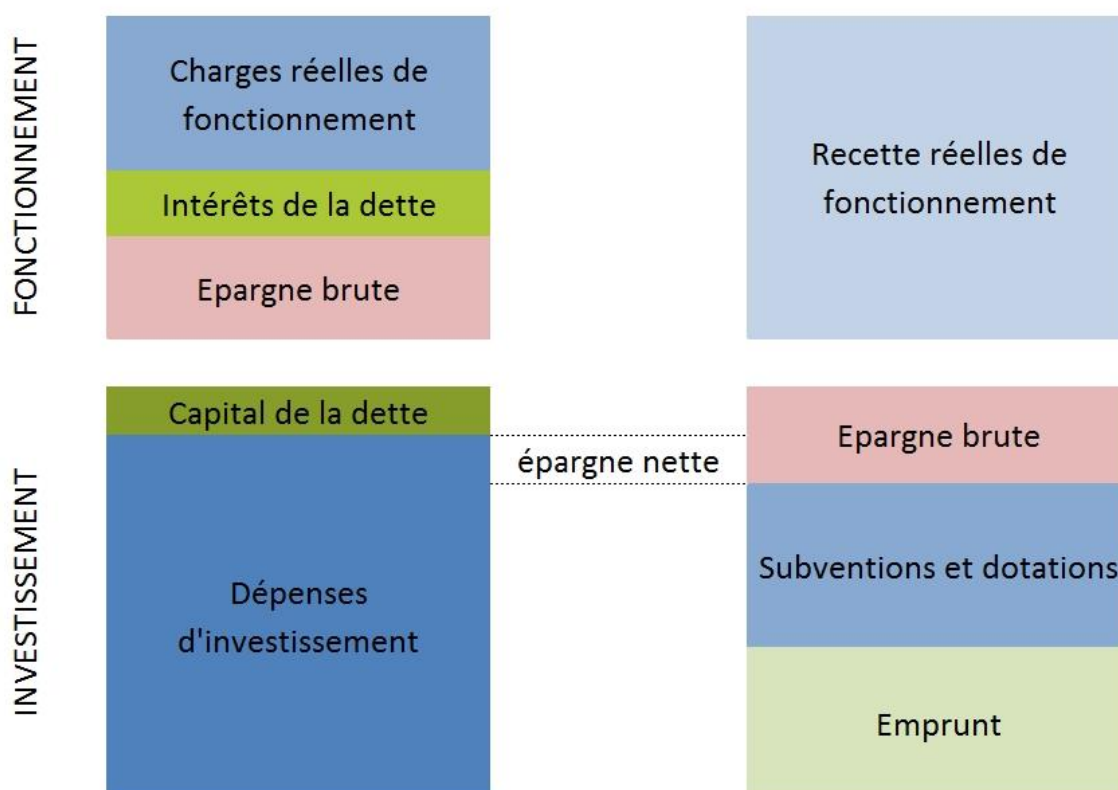 FONCTIONNEMENT
Charges réelles de
fonctionnement
Intérêts de la dette
Epargne brute
Recette réelles de
fonctionnement
INVESTISSEMENT
Capital de la dette
Dépenses
d'investissement
épargne nette
Epargne brute
Subventions et dotations
Emprunt